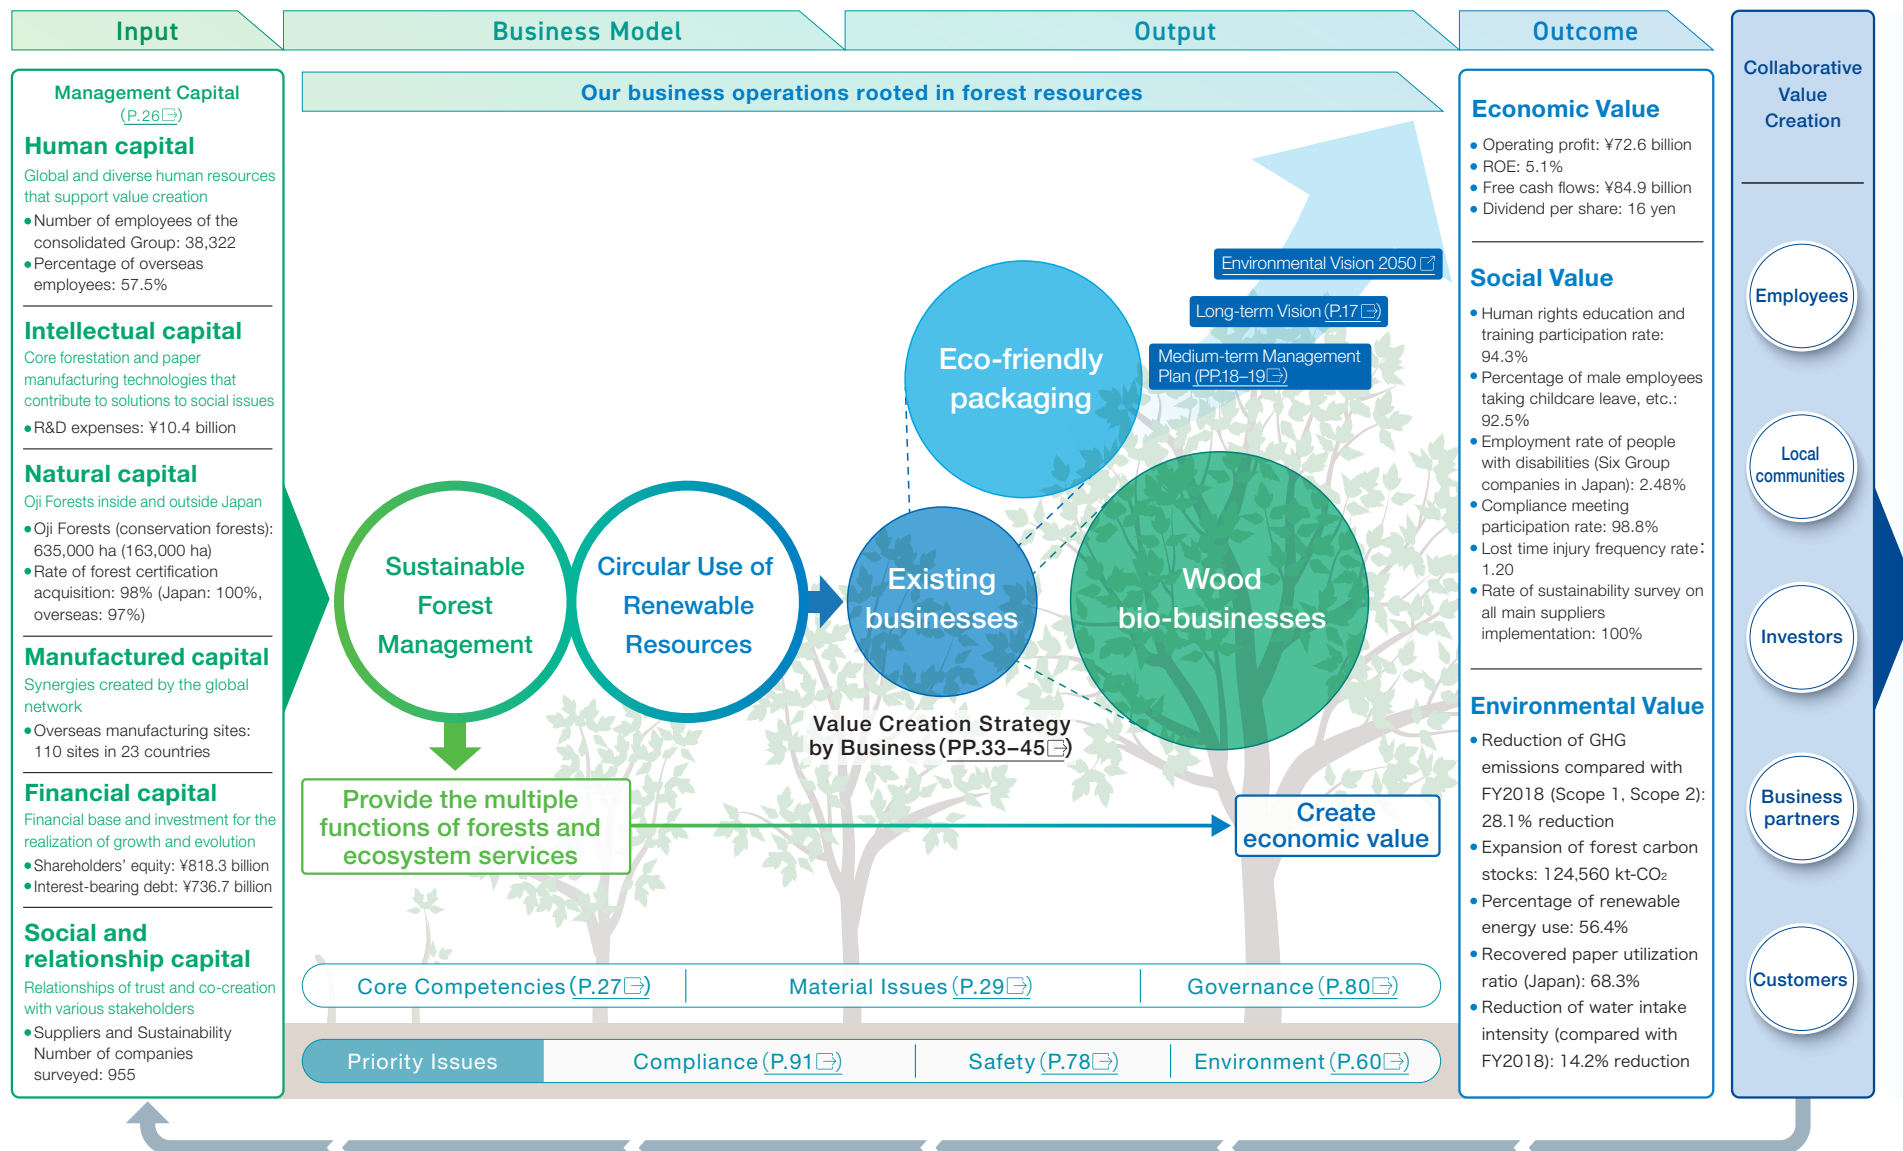 Input
Business Model
Output
Outcome
Management Capital
(P.26)
Human capital
Global and diverse human resources
that support value creation
● Number of employees of the
consolidated Group: 38,322
● Percentage of overseas
employees: 57.5%
Intellectual capital
Core forestation and paper
manufacturing technologies that
contribute to solutions to social issues
● R&D expenses: ¥10.4 billion
Natural capital
Oji Forests inside and outside Japan
● Oji Forests (conservation forests):
635,000 ha (163,000 ha)
● Rate of forest certification
acquisition: 98% (Japan: 100%,
overseas: 97%)
Manufactured capital
Synergies created by the global
network
● Overseas manufacturing sites:
110 sites in 23 countries
Financial capital
Financial base and investment for the
realization of growth and evolution
● Shareholders' equity: ¥818.3 billion
● Interest-bearing debt: ¥736.7 billion
Social and
relationship capital
Relationships of trust and co-creation
with various stakeholders
● Suppliers and Sustainability
Number of companies
surveyed: 955
Our business operations rooted in forest resources
Environmental Vision 2050
Long-term Vision (P.17)
Medium-term Management
Plan (PP.18–19)
Eco-friendly
packaging
Sustainable
Forest
Management
Circular Use of
Renewable
Resources
Existing
businesses
Wood
bio-businesses
Value Creation Strategy
by Business (PP.33–45)
Provide the multiple
functions of forests and
ecosystem services
Create
economic value
Core Competencies (P.27)
Material Issues (P.29)
Governance (P.80)
Priority Issues
Compliance (P.91)
Safety (P.78)
Environment (P.60)
Economic Value
● Operating profit: ¥72.6 billion
● ROE: 5.1%
● Free cash flows: ¥84.9 billion
● Dividend per share: 16 yen
Social Value
● Human rights education and
training participation rate:
94.3%
● Percentage of male employees
taking childcare leave, etc.:
92.5%
● Employment rate of people
with disabilities (Six Group
companies in Japan): 2.48%
● Compliance meeting
participation rate: 98.8%
● Lost time injury frequency rate:
1.20
● Rate of sustainability survey on
all main suppliers
implementation: 100%
Environmental Value
● Reduction of GHG
emissions compared with
FY2018 (Scope 1, Scope 2):
28.1% reduction
● Expansion of forest carbon
stocks: 124,560 kt-CO₂
● Percentage of renewable
energy use: 56.4%
● Recovered paper utilization
ratio (Japan): 68.3%
● Reduction of water intake
intensity (compared with
FY2018): 14.2% reduction
Collaborative
Value
Creation
Employees
Local
communities
Investors
Business
partners
Customers